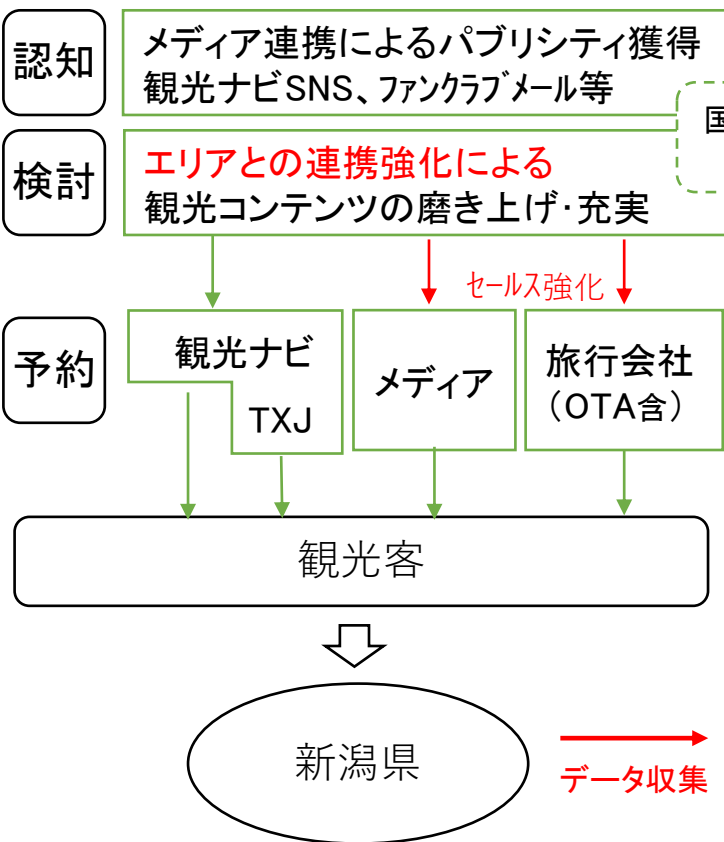 認知
メディア連携によるパブリシティ獲得
観光ナビSNS、ファンクラブメール等
国
検討
エリアとの連携強化による
観光コンテンツの磨き上げ・充実
セールス強化
予約
観光ナビ
TXJ
メディア
旅行会社
（OTA含）
観光客
新潟県
データ収集